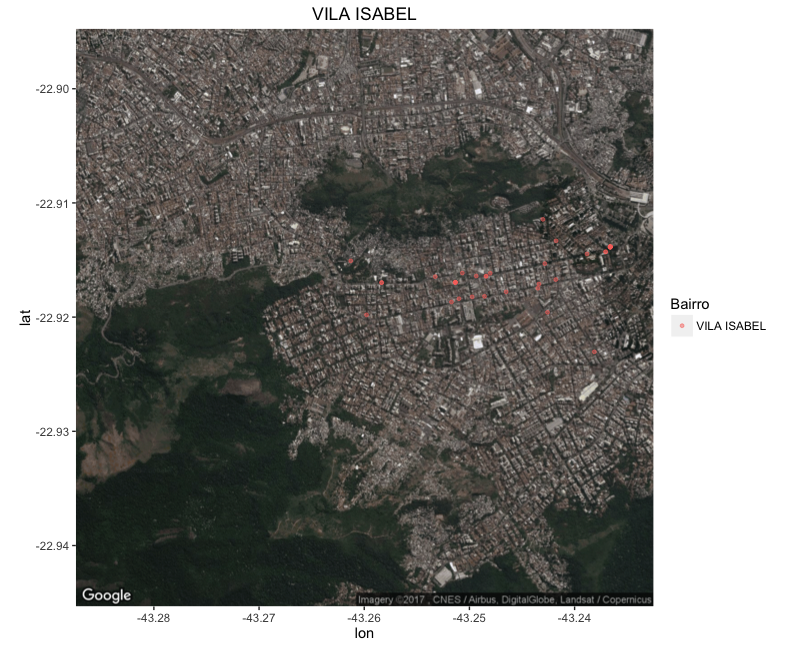 VILA ISABEL
-22.90
-22.91
-22.92
-22.93
-22.94
lat
-43.28 -43.27 -43.26 -43.25 -43.24
lon
Bairro
VILA ISABEL
Google
Imagery ©2017 , CNES / Airbus, DigitalGlobe, Landsat / Copernicus